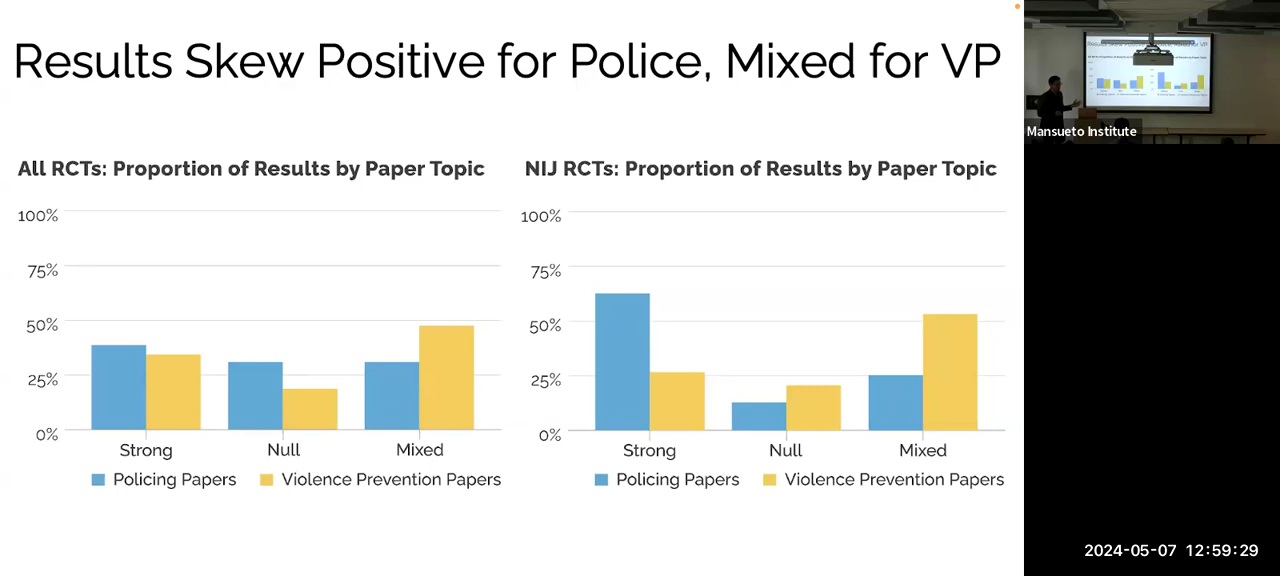 Results Skew Positive for Police, Mixed for VP
All RCTs: Proportion of Results by Paper Topic
100%
75%
50%
25%
0%
Strong
Null
Mixed
Policing Papers
Violence Prevention Papers
NIJ RCTs: Proportion of Results by Paper Topic
100%
75%
50%
25%
0%
Strong
Null
Mixed
Policing Papers
Violence Prevention Papers
Mansueto Institute
2024-05-07 12:59:29